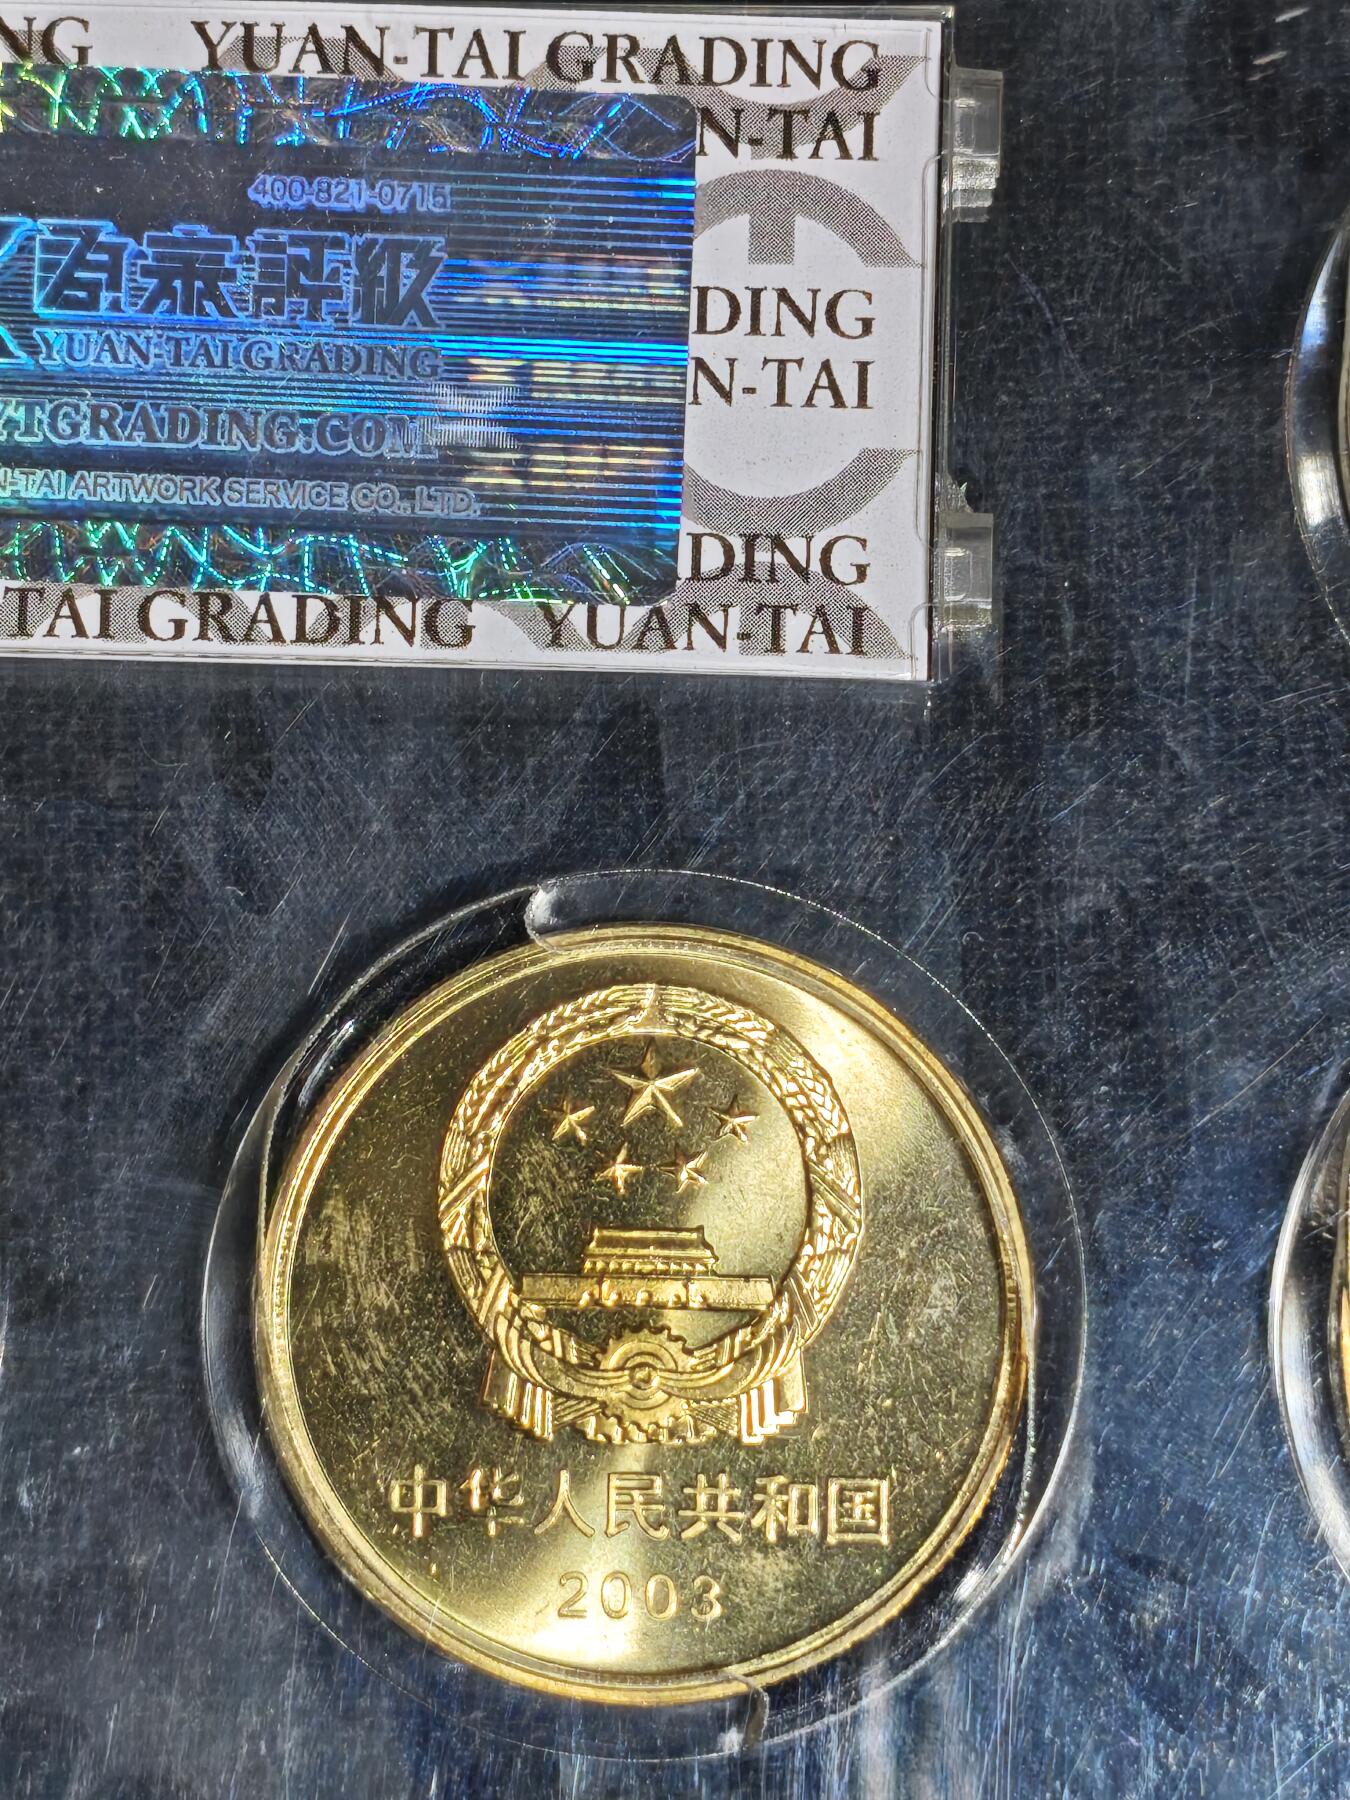 NG YUAN-TAI GRADING
N-TAI
400-821-0715
源泰評級
DING
YUAN-TAI GRADING
N-TAI
YTGRADING.COM
N-TAI ARTWORK SERVICE CO., LTD.
DING
TAI GRADING YUAN-TAI
中华人民共和国
2003